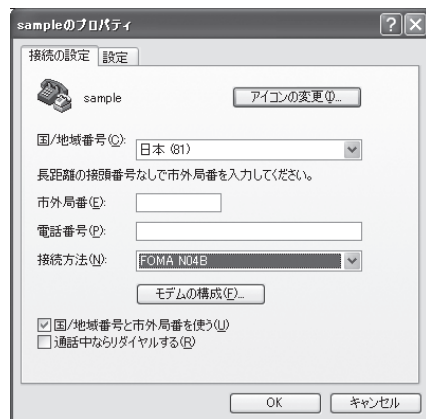 sampleのプロパティ
接続の設定 設定
sample アイコンの変更(I)...
国/地域番号(C): 日本 (81)
長距離の接頭番号なしで市外局番を入力してください。
市外局番(E):
電話番号(P):
接続方法(N): FOMA N04B
モデムの構成(F)...
国/地域番号と市外局番を使う(U)
通話中ならリダイヤルする(R)
OK キャンセル